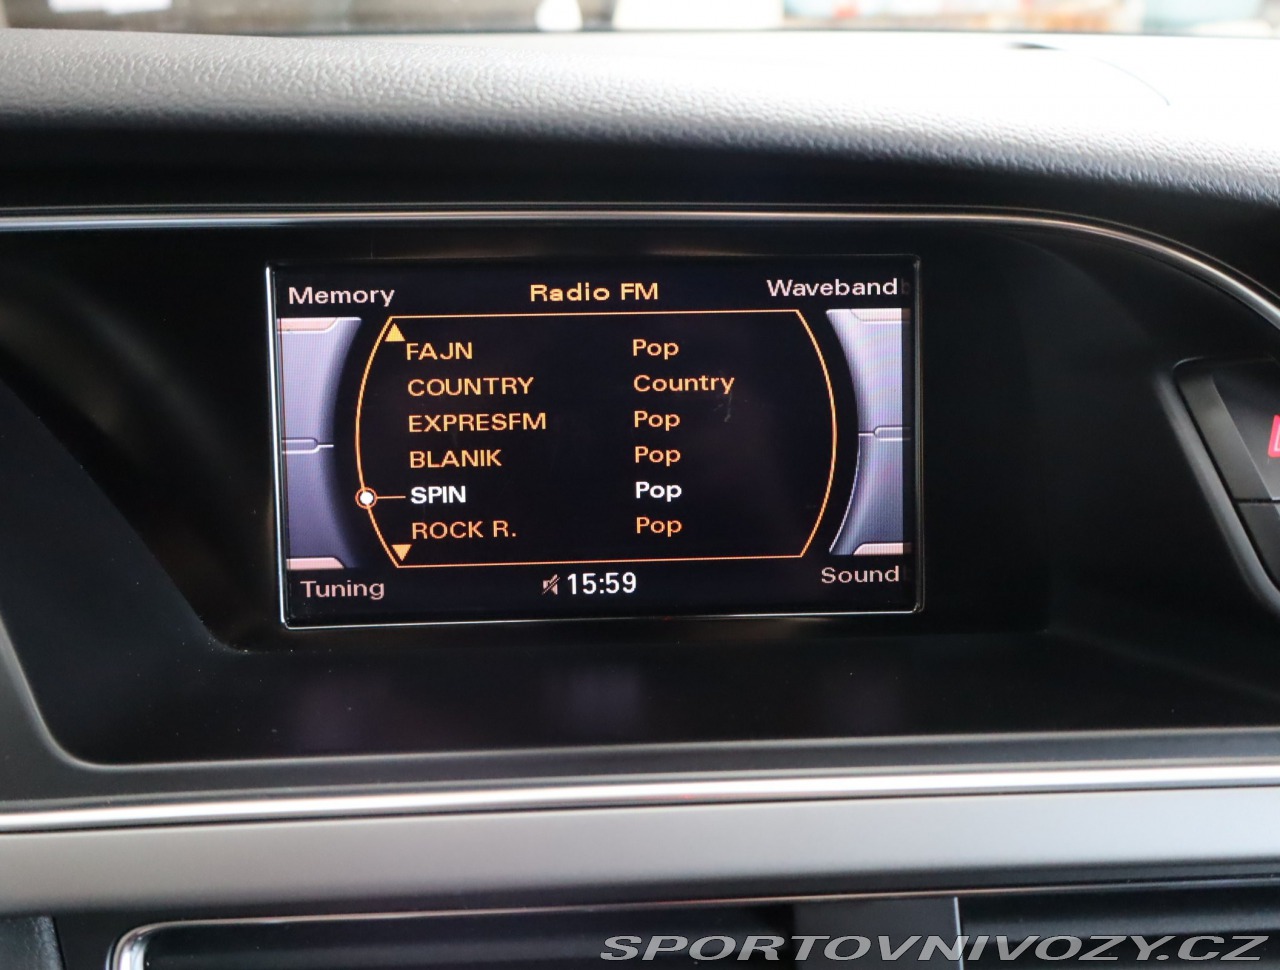 Memory Radio FM Waveband
FAJN Pop
COUNTRY Country
EXPRESFM Pop
BLANIK Pop
SPIN Pop
ROCK R. Pop
Tuning 15:59 Sound
SPORTOVNIVOZY.CZ